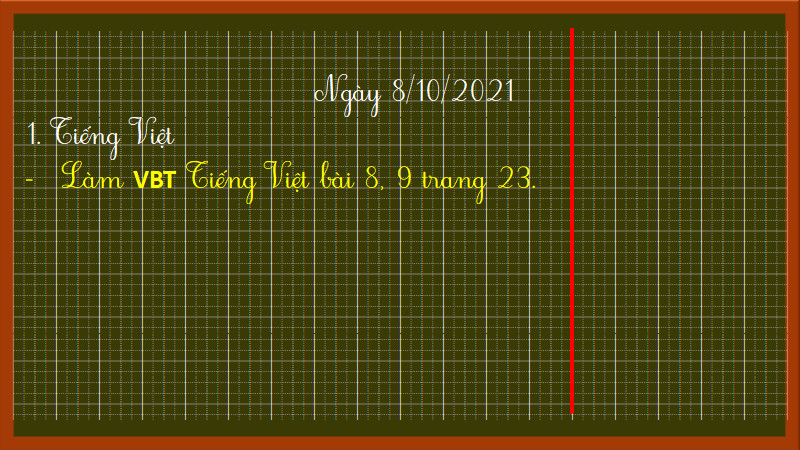 Ngày 8/10/2021
1. Tiếng Việt
- Làm VBT Tiếng Việt bài 8, 9 trang 23.